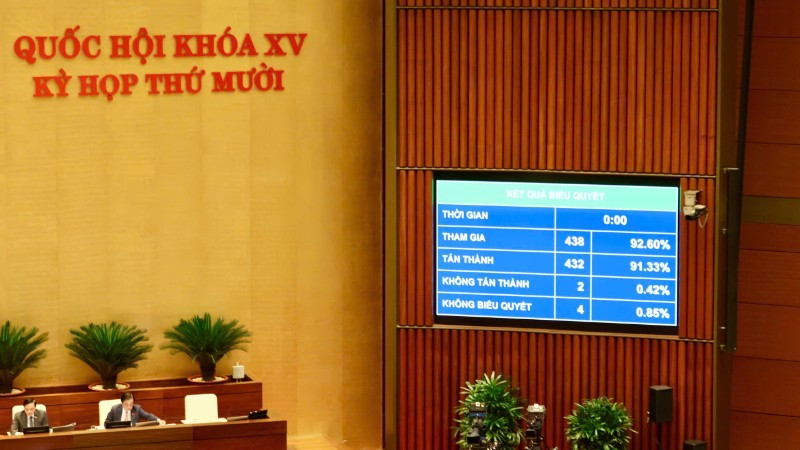 QUỐC HỘI KHÓA XV
KỲ HỌP THỨ MƯỜI
KẾT QUẢ BIỂU QUYẾT
THỜI GIAN 0:00
THAM GIA 438 92.60%
TÁN THÀNH 432 91.33%
KHÔNG TÁN THÀNH 2 0.42%
KHÔNG BIỂU QUYẾT 4 0.85%